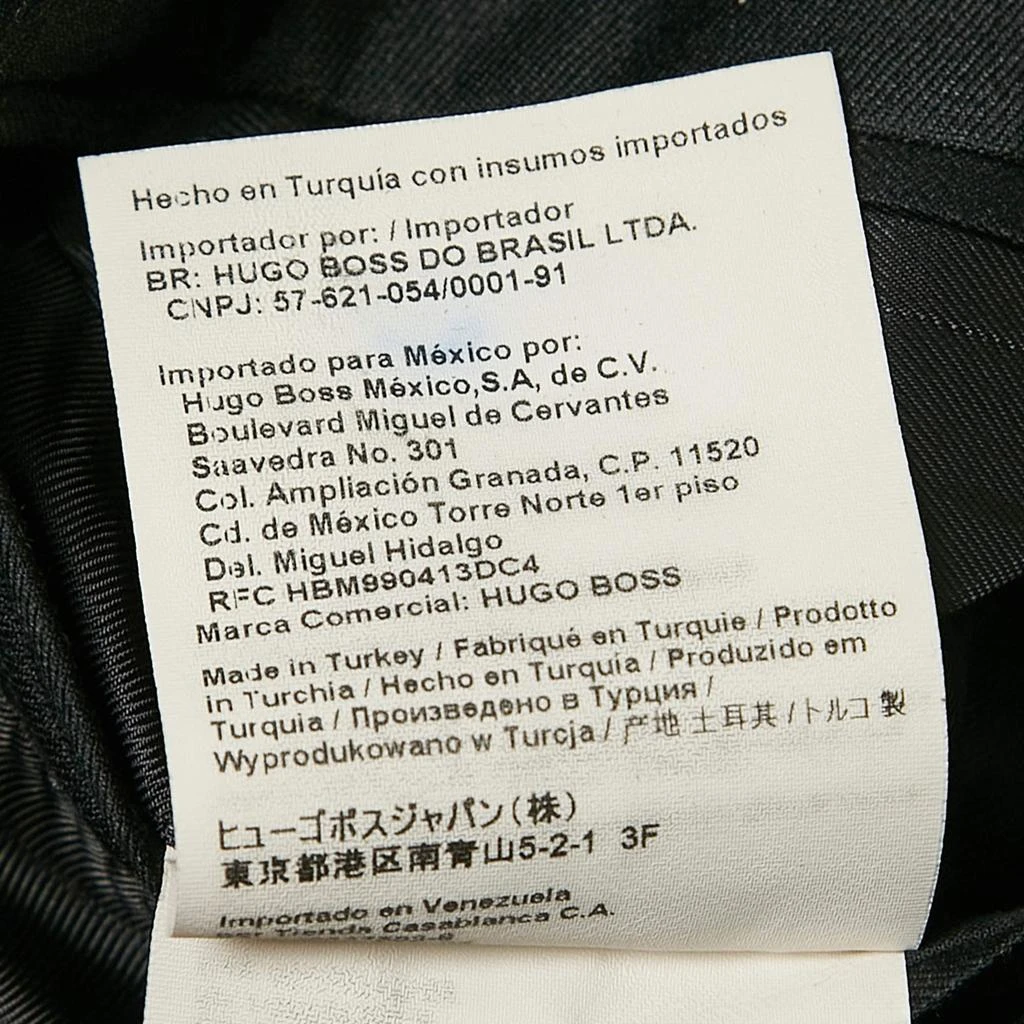 Hecho en Turquía con insumos importados
Importador por: / Importador
BR: HUGO BOSS DO BRASIL LTDA.
CNPJ: 57-621-054/0001-91
Importado para México por:
Hugo Boss México,S.A, de C.V.
Boulevard Miguel de Cervantes
Saavedra No. 301
Col. Ampliación Granada, C.P. 11520
Cd. de México Torre Norte 1er piso
Del. Miguel Hidalgo
RFC HBM990413DC4
Marca Comercial: HUGO BOSS
Made in Turkey / Fabriqué en Turquie / Prodotto
in Turchia / Hecho en Turquía / Produzido em
Turquia / Произведено в Турция /
Wyprodukowano w Turcja / 产地 土耳其 / トルコ 製
ヒューゴボスジャパン(株)
東京都港区南青山5-2-1 3F
Importado en Venezuela
por Tienda Casablanca C.A.